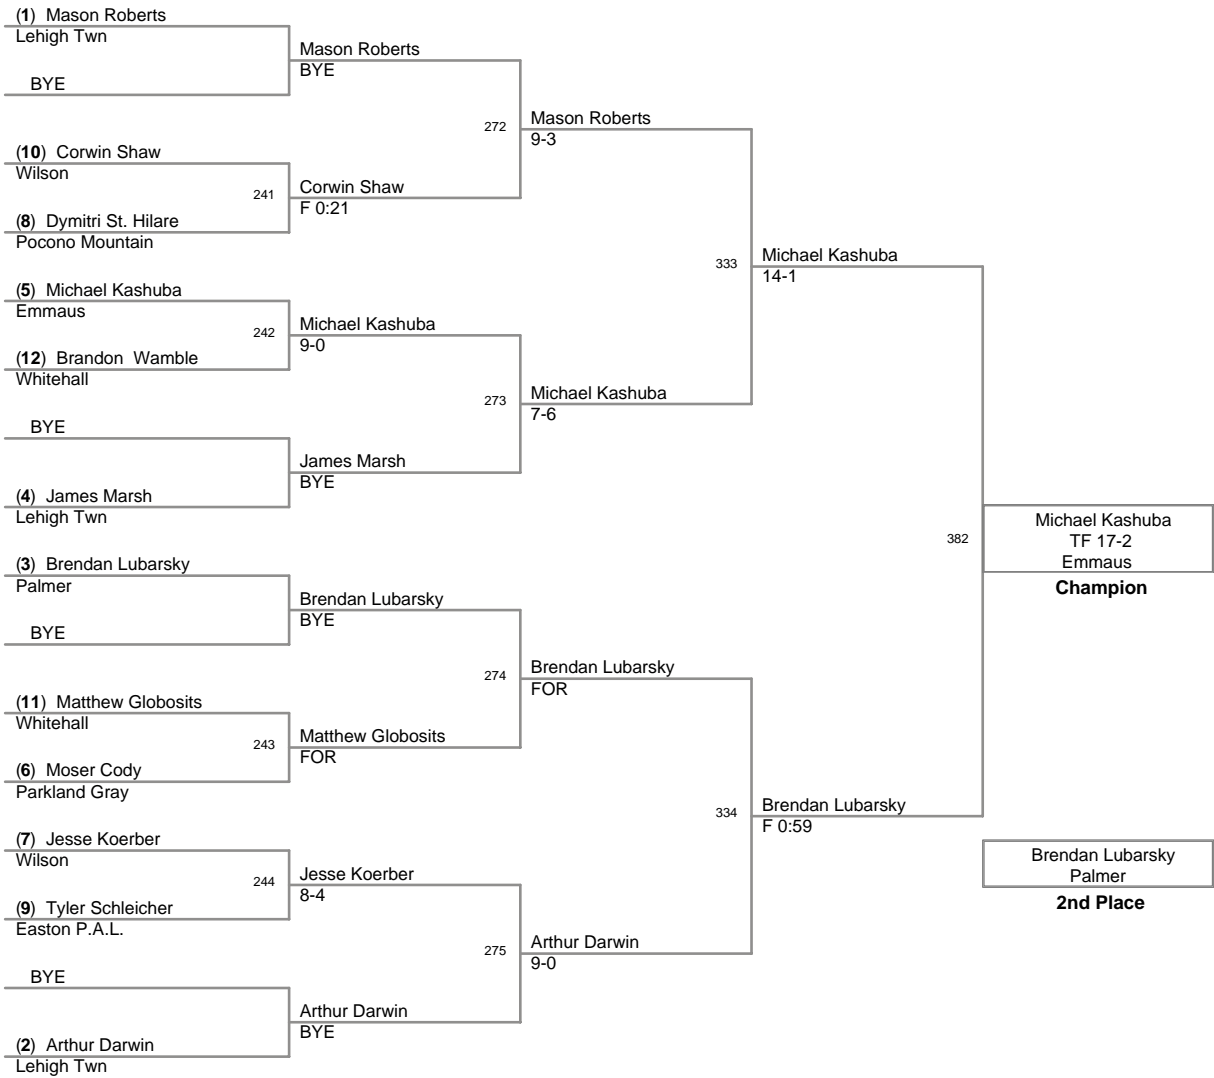 (1) Mason Roberts
Lehigh Twn
BYE
(10) Corwin Shaw
Wilson
(8) Dymitri St. Hilare
Pocono Mountain
(5) Michael Kashuba
Emmaus
(12) Brandon Wamble
Whitehall
BYE
(4) James Marsh
Lehigh Twn
(3) Brendan Lubarsky
Palmer
BYE
(11) Matthew Globosits
Whitehall
(6) Moser Cody
Parkland Gray
(7) Jesse Koerber
Wilson
(9) Tyler Schleicher
Easton P.A.L.
BYE
(2) Arthur Darwin
Lehigh Twn
Mason Roberts
BYE
241
Corwin Shaw
F 0:21
242
Michael Kashuba
9-0
James Marsh
BYE
Brendan Lubarsky
BYE
243
Matthew Globosits
FOR
244
Jesse Koerber
8-4
Arthur Darwin
BYE
272
Mason Roberts
9-3
273
Michael Kashuba
7-6
274
Brendan Lubarsky
FOR
275
Arthur Darwin
9-0
333
Michael Kashuba
14-1
334
Brendan Lubarsky
F 0:59
382
Michael Kashuba
TF 17-2
Emmaus
Champion
Brendan Lubarsky
Palmer
2nd Place